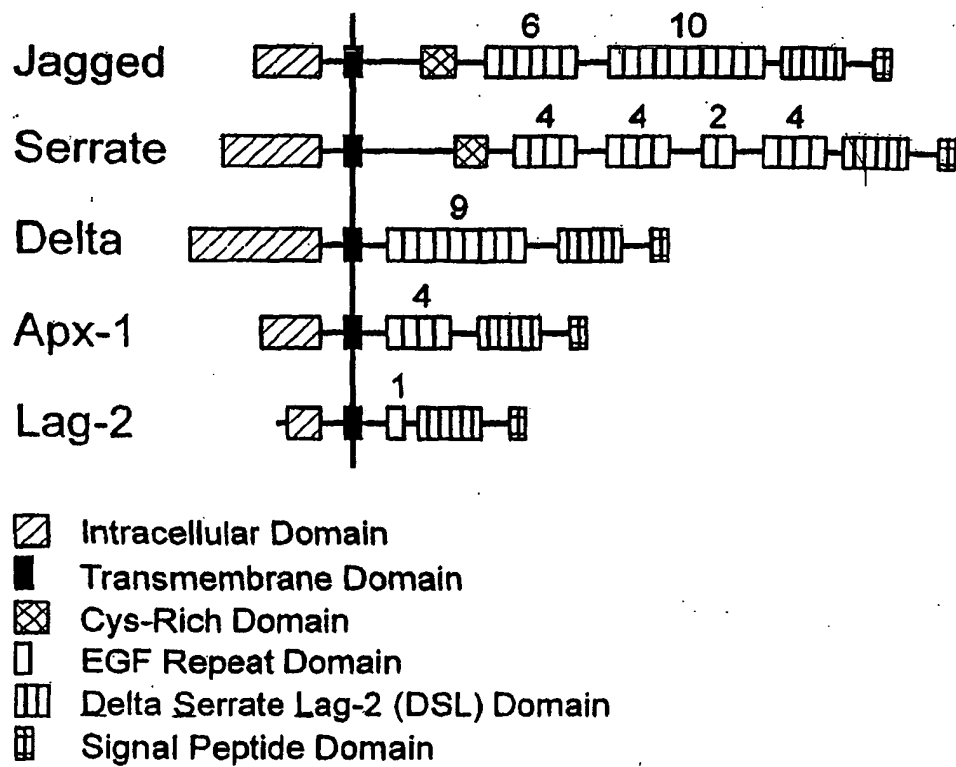 6 10
Jagged
4 4 2 4
Serrate
9
Delta
4
Apx-1
1
Lag-2
Intracellular Domain
Transmembrane Domain
Cys-Rich Domain
EGF Repeat Domain
Delta Serrate Lag-2 (DSL) Domain
Signal Peptide Domain